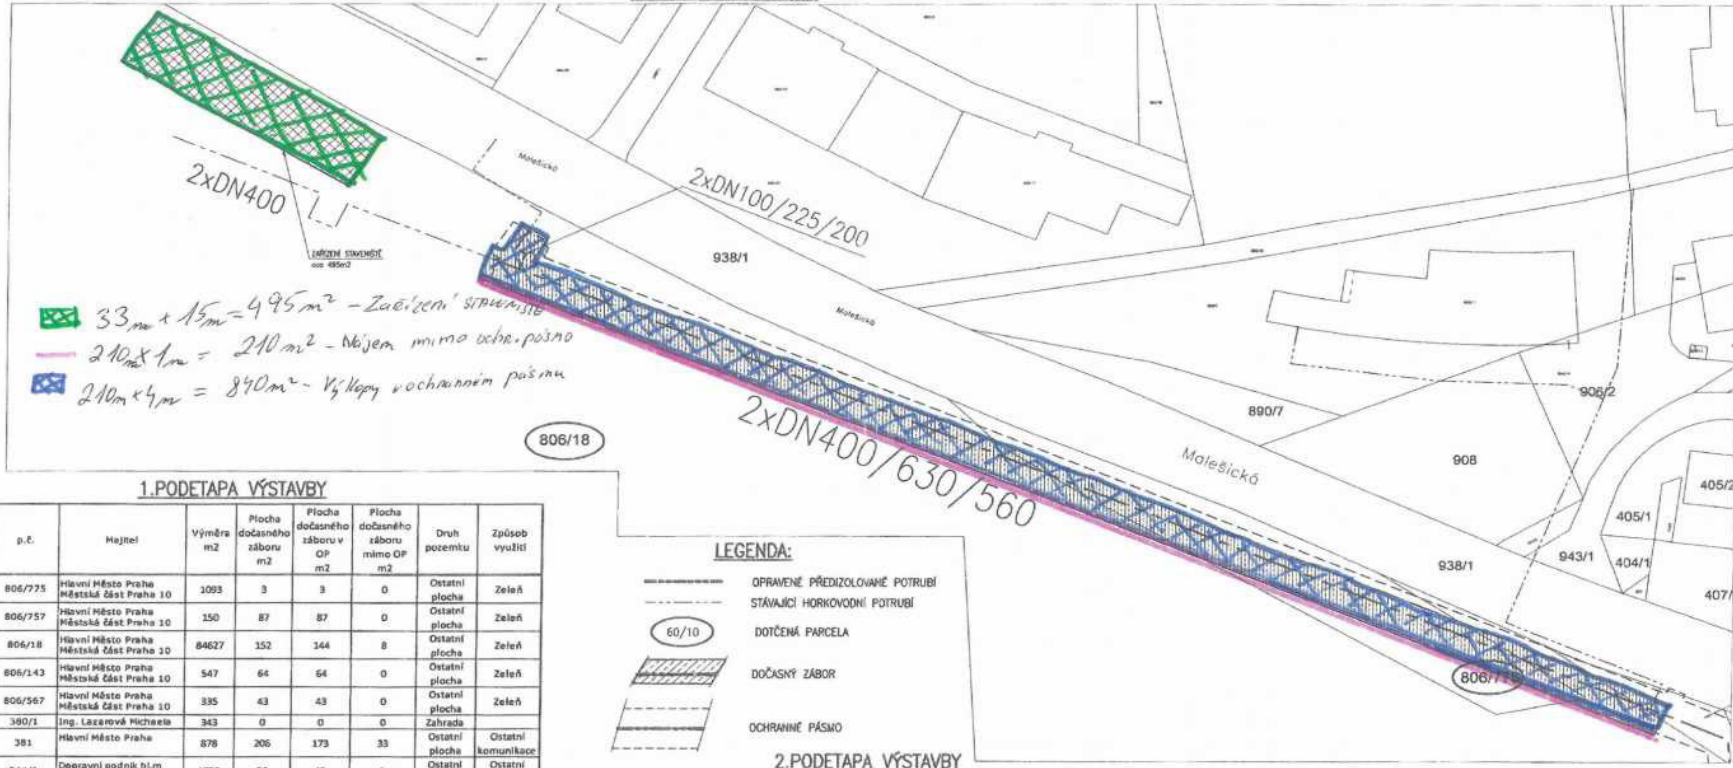 2xDN400
ZAŘÍZENÍ STAVENIŠTĚ
Malešická
2xDN100/225/200
938/1
Malešická
33m x 15m = 495 m² - Zařízení staveniště
210m x 1m = 210 m² - Nájem mimo ochr. pásmo
210m x 4m = 840 m² - Výkopy v ochranném pásmu
806/18
2xDN400/630/560
890/7
906/2
908
Malešická
405/2
405/1
943/1
404/1
938/1
407/
1.PODETAPA VÝSTAVBY
p.č. Majitel Výměra m2 Plocha dočasného záboru m2 Plocha dočasného záboru v OP m2 Plocha dočasného záboru mimo OP m2 Druh pozemku Způsob využití
806/775 Hlavní Město Praha Městská část Praha 10 1093 3 3 0 Ostatní plocha Zeleň
806/757 Hlavní Město Praha Městská část Praha 10 150 87 87 0 Ostatní plocha Zeleň
806/18 Hlavní Město Praha Městská část Praha 10 84627 152 144 8 Ostatní plocha Zeleň
806/143 Hlavní Město Praha Městská část Praha 10 547 64 64 0 Ostatní plocha Zeleň
806/567 Hlavní Město Praha Městská část Praha 10 335 43 43 0 Ostatní plocha Zeleň
380/1 Ing. Lazarová Michaela 343 0 0 0 Zahrada
381 Hlavní Město Praha 878 206 173 33 Ostatní plocha Ostatní komunikace
Dopravní podnik hl.m Ostatní Ostatní
LEGENDA:
OPRAVENÉ PŘEDIZOLOVANÉ POTRUBÍ
STÁVAJÍCÍ HORKOVODNÍ POTRUBÍ
60/10 DOTČENÁ PARCELA
DOČASNÝ ZÁBOR
OCHRANNÉ PÁSMO
2.PODETAPA VÝSTAVBY